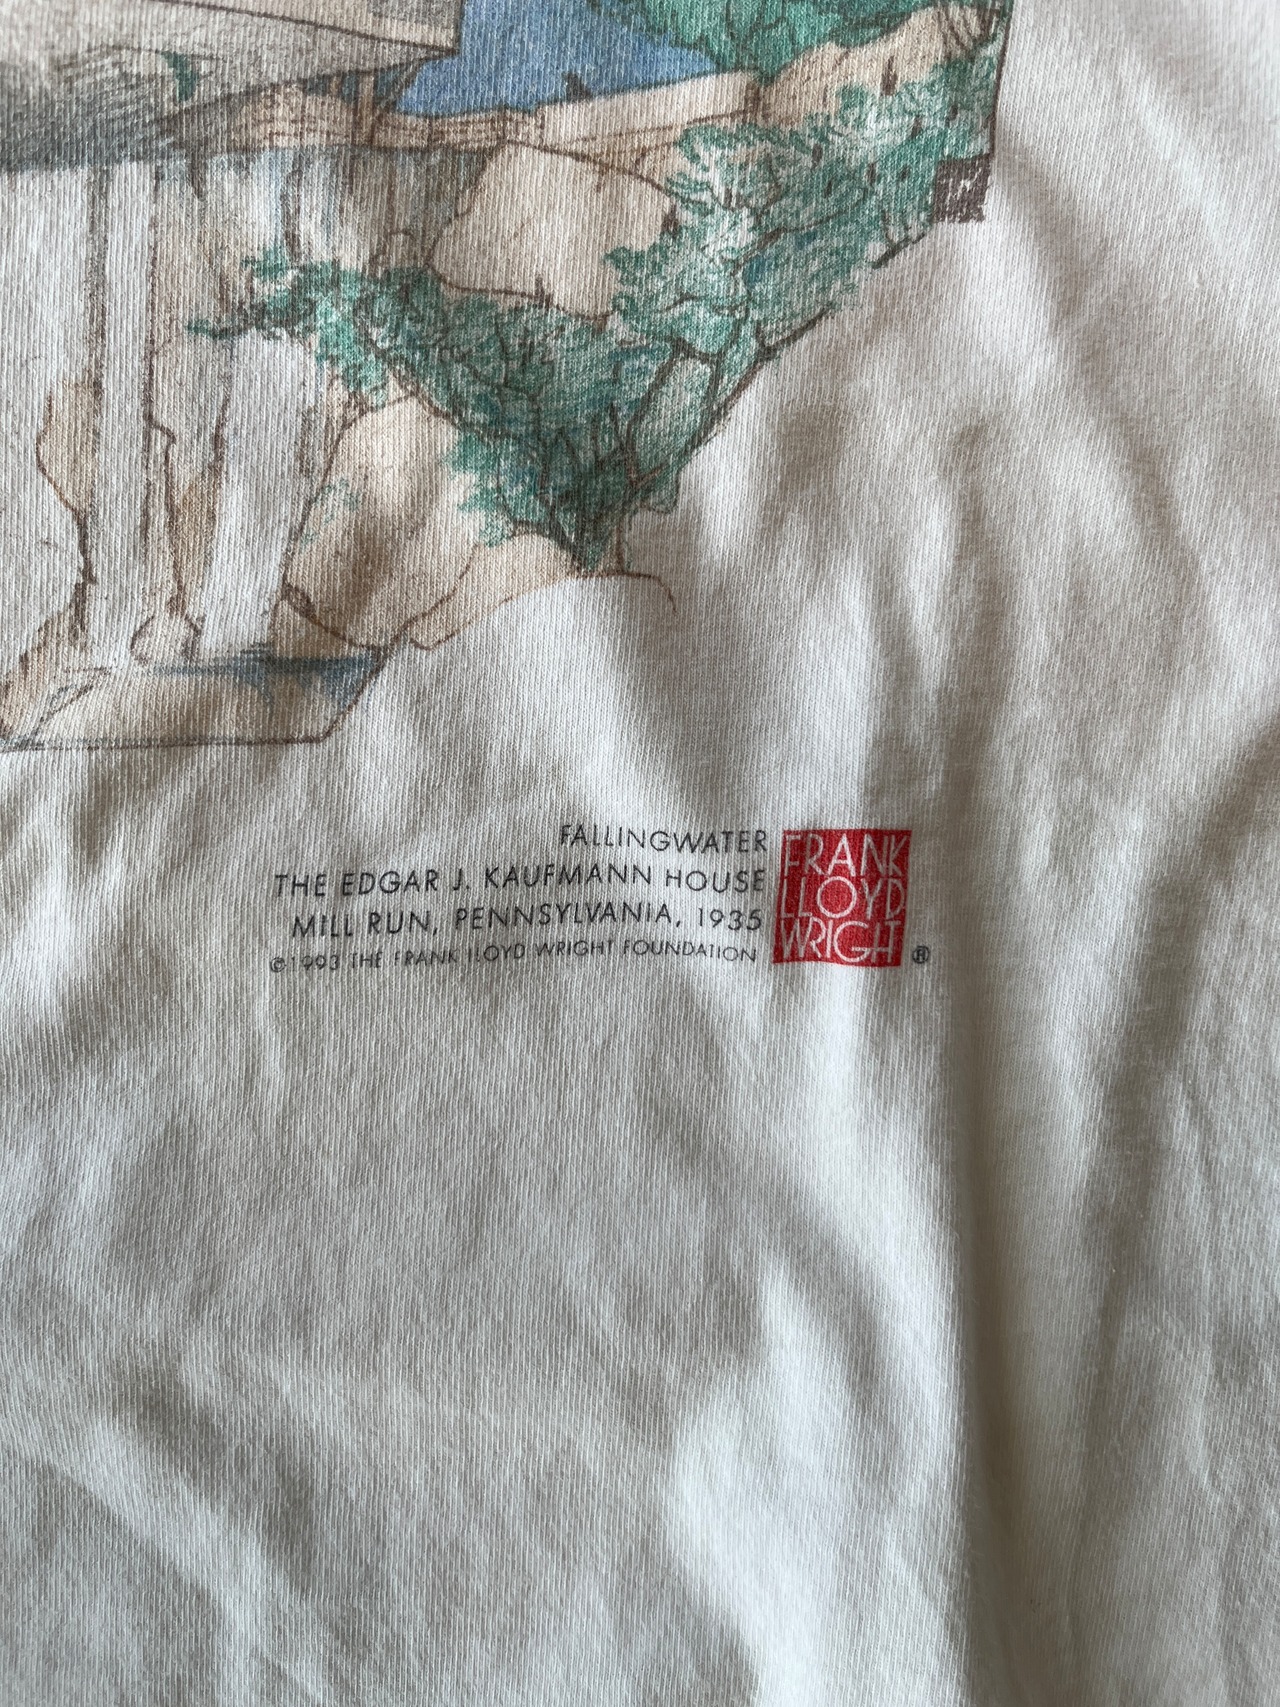 FALLINGWATER
THE EDGAR J. KAUFMANN HOUSE
MILL RUN, PENNSYLVANIA, 1935
©1993 THE FRANK LLOYD WRIGHT FOUNDATION
FRANK
LLOYD
WRIGHT ®